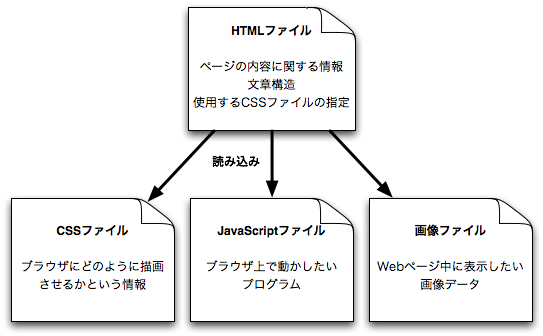 HTMLファイル
ページの内容に関する情報
文章構造
使用するCSSファイルの指定
読み込み
CSSファイル
ブラウザにどのように描画
させるかという情報
JavaScriptファイル
ブラウザ上で動かしたい
プログラム
画像ファイル
Webページ中に表示したい
画像データ